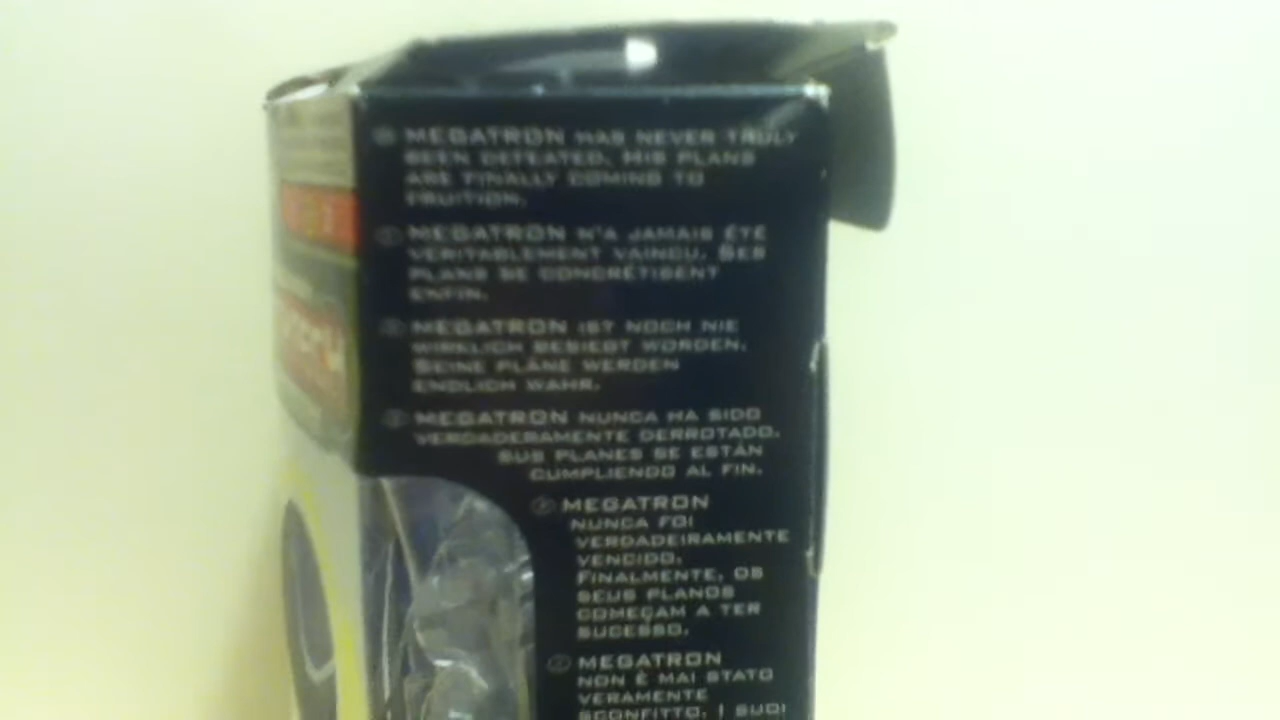 MEGATRON HAS NEVER TRULY
BEEN DEFEATED. HIS PLANS
ARE FINALLY COMING TO
FRUITION.
MEGATRON N'A JAMAIS ÉTÉ
VERITABLEMENT VAINCU. SES
PLANS SE CONCRÉTISENT
ENFIN.
MEGATRON IST NOCH NIE
WIRKLICH BESIEGT WORDEN.
SEINE PLÄNE WERDEN
ENDLICH WAHR.
MEGATRON NUNCA HA SIDO
VERDADERAMENTE DERROTADO.
SUS PLANES SE ESTÁN
CUMPLIENDO AL FIN.
MEGATRON
NUNCA FOI
VERDADEIRAMENTE
VENCIDO.
FINALMENTE, OS
SEUS PLANOS
COMEÇAM A TER
SUCESSO.
MEGATRON
NON È MAI STATO
VERAMENTE
SCONFITTO. I SUOI